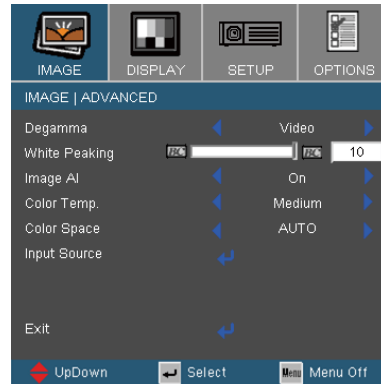 IMAGE DISPLAY SETUP OPTIONS
IMAGE | ADVANCED
Degamma Video
White Peaking 10
Image AI On
Color Temp. Medium
Color Space AUTO
Input Source
Exit
UpDown Select Menu Menu Off